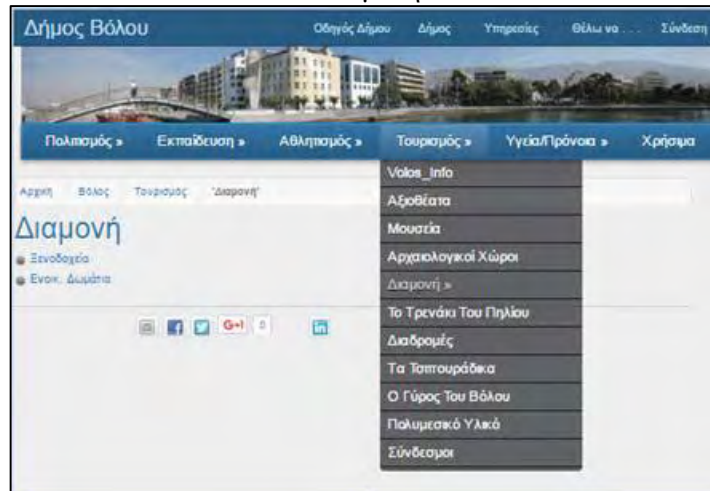 Δήμος Βόλου
Οδηγός Δήμου Δήμος Υπηρεσίες Θέλω να . . . Σύνδεση
Πολιτισμός » Εκπαίδευση » Αθλητισμός » Τουρισμός » Υγεία/Πρόνοια » Χρήσιμα
Αρχική Βόλος Τουρισμός 'Διαμονή'
Διαμονή
Ξενοδοχεία
Ενοικ. Δωμάτια
G+1 0 in
Volos_Info
Αξιοθέατα
Μουσεία
Αρχαιολογικοί Χώροι
Διαμονή »
Το Τρενάκι Του Πηλίου
Διαδρομές
Τα Τσιπουράδικα
Ο Γύρος Του Βόλου
Πολυμεσικό Υλικό
Σύνδεσμοι